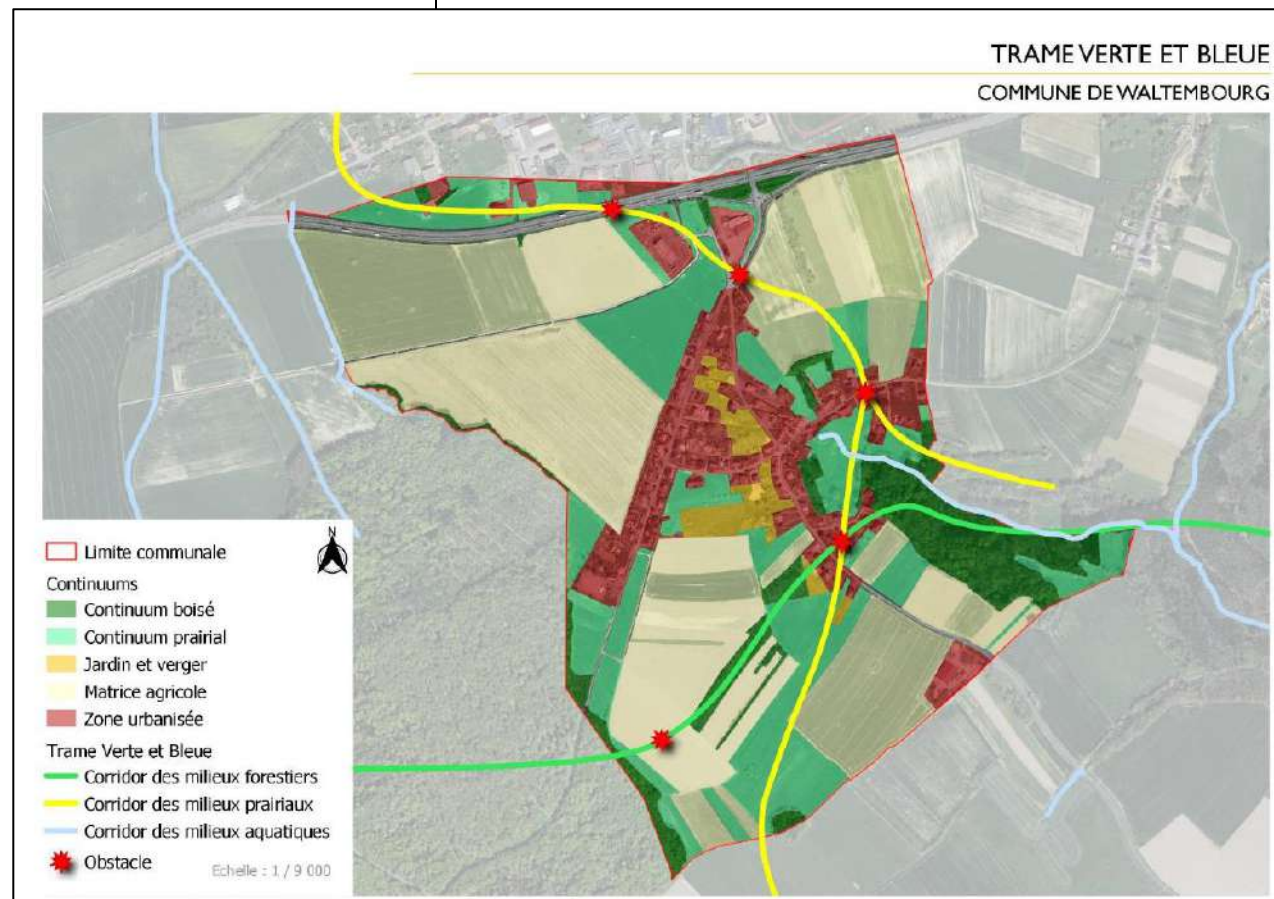 TRAME VERTE ET BLEUE
COMMUNE DE WALTEMBOURG
N
Limite communale
Continuums
Continuum boisé
Continuum prairial
Jardin et verger
Matrice agricole
Zone urbanisée
Trame Verte et Bleue
Corridor des milieux forestiers
Corridor des milieux prairiaux
Corridor des milieux aquatiques
Obstacle
Echelle : 1 / 9 000